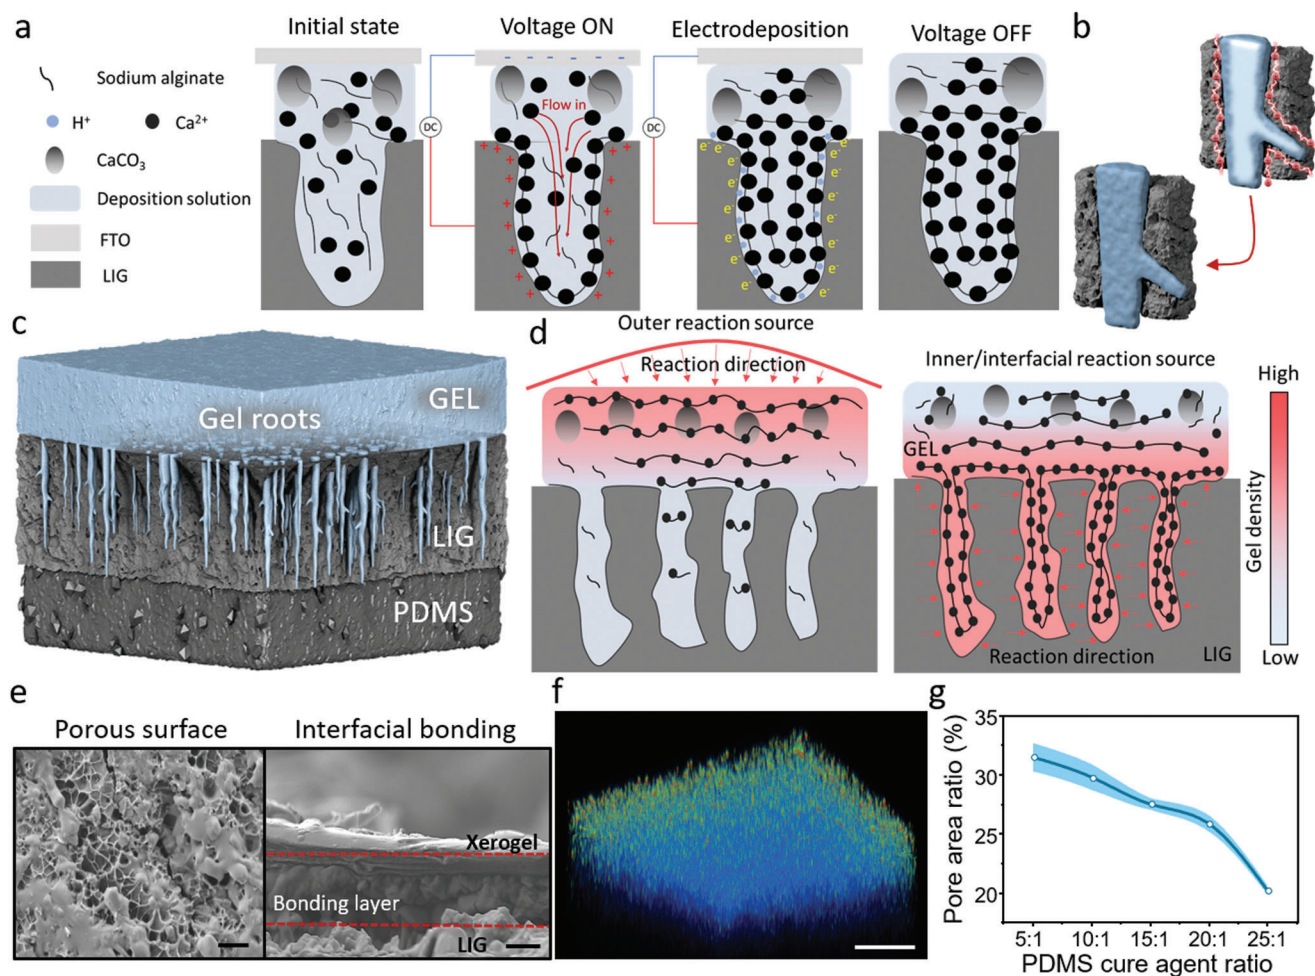 a
Initial state
Voltage ON
Electrodeposition
Voltage OFF
b
Sodium alginate
H⁺
Ca²⁺
CaCO₃
Deposition solution
FTO
LIG
- - - - -
Flow in
DC
+ + + + + +
+ + + + + + + + + + + +
DC
e⁻ e⁻ e⁻ e⁻
e⁻ e⁻ e⁻ e⁻ e⁻ e⁻ e⁻ e⁻ e⁻ e⁻ e⁻ e⁻
c
GEL
Gel roots
LIG
PDMS
d
Outer reaction source
Reaction direction
Inner/interfacial reaction source
GEL
Reaction direction
LIG
High
Gel density
Low
e
Porous surface
Interfacial bonding
Xerogel
Bonding layer
LIG
f
g
Pore area ratio (%)
35
30
25
20
5:1 10:1 15:1 20:1 25:1
PDMS cure agent ratio